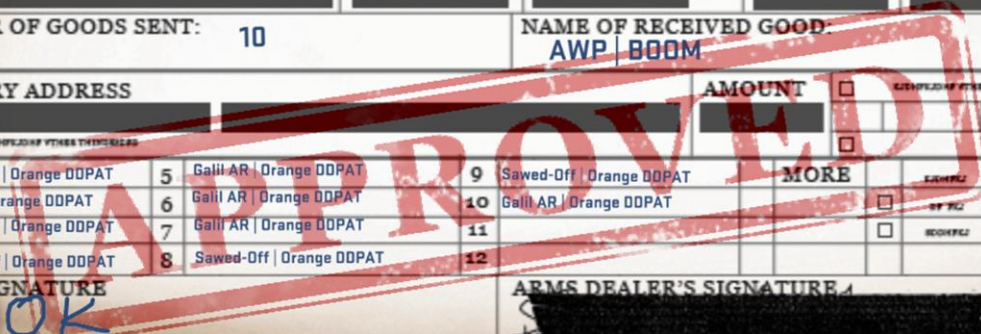 OF GOODS SENT: 10
NAME OF RECEIVED GOOD:
AWP | BOOM
ADDRESS
AMOUNT
| Orange DDPAT
5 Galil AR | Orange DDPAT
9 Sawed-Off | Orange DDPAT
MORE
DDPAT
6 Galil AR | Orange DDPAT
10 Galil AR | Orange DDPAT
| Orange DDPAT
7 Galil AR | Orange DDPAT
11
| Orange DDPAT
8 Sawed-Off | Orange DDPAT
12
APPROVED
OK
ARMS DEALER'S SIGNATURE